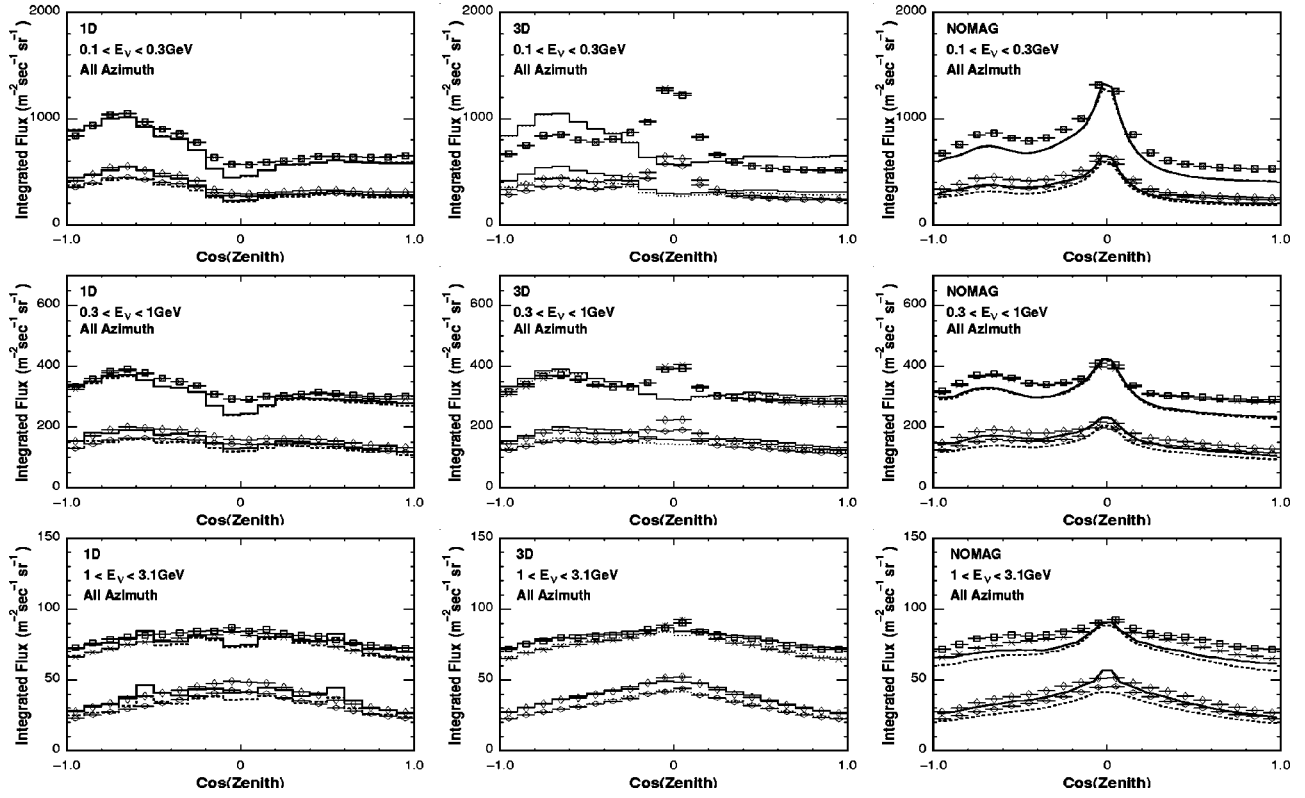 2000
1D
0.1 < Eν < 0.3GeV
All Azimuth
Integrated Flux (m−2sec−1sr−1)
1000
0
−1.0
0
1.0
Cos(Zenith)
2000
3D
0.1 < Eν < 0.3GeV
All Azimuth
Integrated Flux (m−2sec−1sr−1)
1000
0
−1.0
0
1.0
Cos(Zenith)
2000
NOMAG
0.1 < Eν < 0.3GeV
All Azimuth
Integrated Flux (m−2sec−1sr−1)
1000
0
−1.0
0
1.0
Cos(Zenith)
600
1D
0.3 < Eν < 1GeV
All Azimuth
Integrated Flux (m−2sec−1sr−1)
400
200
0
−1.0
0
1.0
Cos(Zenith)
600
3D
0.3 < Eν < 1GeV
All Azimuth
Integrated Flux (m−2sec−1sr−1)
400
200
0
−1.0
0
1.0
Cos(Zenith)
600
NOMAG
0.3 < Eν < 1GeV
All Azimuth
Integrated Flux (m−2sec−1sr−1)
400
200
0
−1.0
0
1.0
Cos(Zenith)
150
1D
1 < Eν < 3.1GeV
All Azimuth
Integrated Flux (m−2sec−1sr−1)
100
50
0
−1.0
0
1.0
Cos(Zenith)
150
3D
1 < Eν < 3.1GeV
All Azimuth
Integrated Flux (m−2sec−1sr−1)
100
50
0
−1.0
0
1.0
Cos(Zenith)
150
NOMAG
1 < Eν < 3.1GeV
All Azimuth
Integrated Flux (m−2sec−1sr−1)
100
50
0
−1.0
0
1.0
Cos(Zenith)